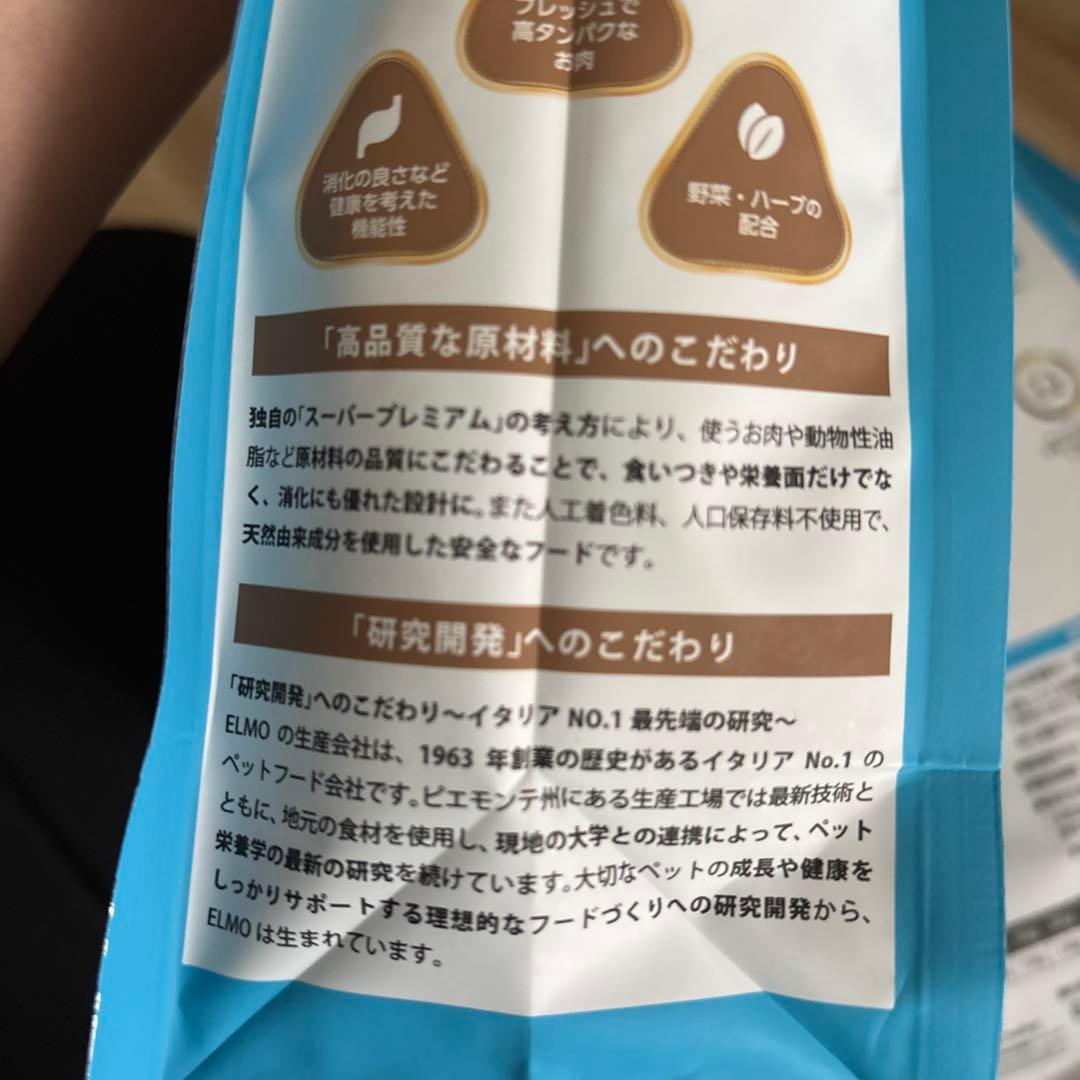 フレッシュで
高タンパクな
お肉
消化の良さなど
健康を考えた
機能性
野菜・ハーブの
配合
「高品質な原材料」へのこだわり
独自の「スーパープレミアム」の考え方により、使うお肉や動物性油
脂など原材料の品質にこだわることで、食いつきや栄養面だけでな
く、消化にも優れた設計に。また人工着色料、人口保存料不使用で、
天然由来成分を使用した安全なフードです。
「研究開発」へのこだわり
「研究開発」へのこだわり〜イタリア NO.1 最先端の研究〜
ELMO の生産会社は、1963 年創業の歴史があるイタリア No.1 の
ペットフード会社です。ピエモンテ州にある生産工場では最新技術と
ともに、地元の食材を使用し、現地の大学との連携によって、ペット
栄養学の最新の研究を続けています。大切なペットの成長や健康を
しっかりサポートする理想的なフードづくりへの研究開発から、
ELMO は生まれています。